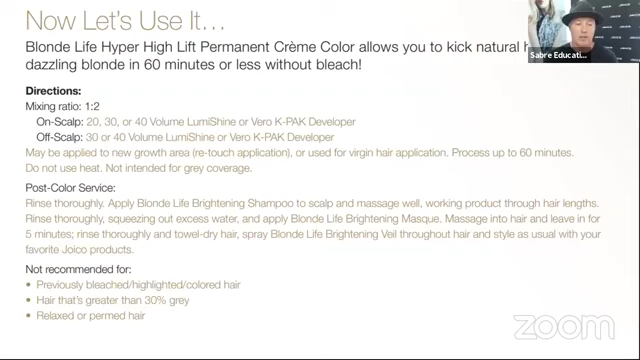 Now Let's Use It...
Blonde Life Hyper High Lift Permanent Crème Color allows you to kick natural
dazzling blonde in 60 minutes or less without bleach!
Directions:
Mixing ratio: 1:2
On-Scalp: 20, 30, or 40 Volume LumiShine or Vero K-PAK Developer
Off-Scalp: 30 or 40 Volume LumiShine or Vero K-PAK Developer
May be applied to new growth area (re-touch application), or used for virgin hair application. Process up to 60 minutes.
Do not use heat. Not intended for grey coverage.
Post-Color Service:
Rinse thoroughly. Apply Blonde Life Brightening Shampoo to scalp and massage well, working product through hair lengths.
Rinse thoroughly, squeezing out excess water, and apply Blonde Life Brightening Masque. Massage into hair and leave in for
5 minutes; rinse thoroughly and towel-dry hair, spray Blonde Life Brightening Veil throughout hair and style as usual with your
favorite Joico products.
Not recommended for:
• Previously bleached/highlighted/colored hair
• Hair that's greater than 30% grey
• Relaxed or permed hair
Sabre Educati...
zoom